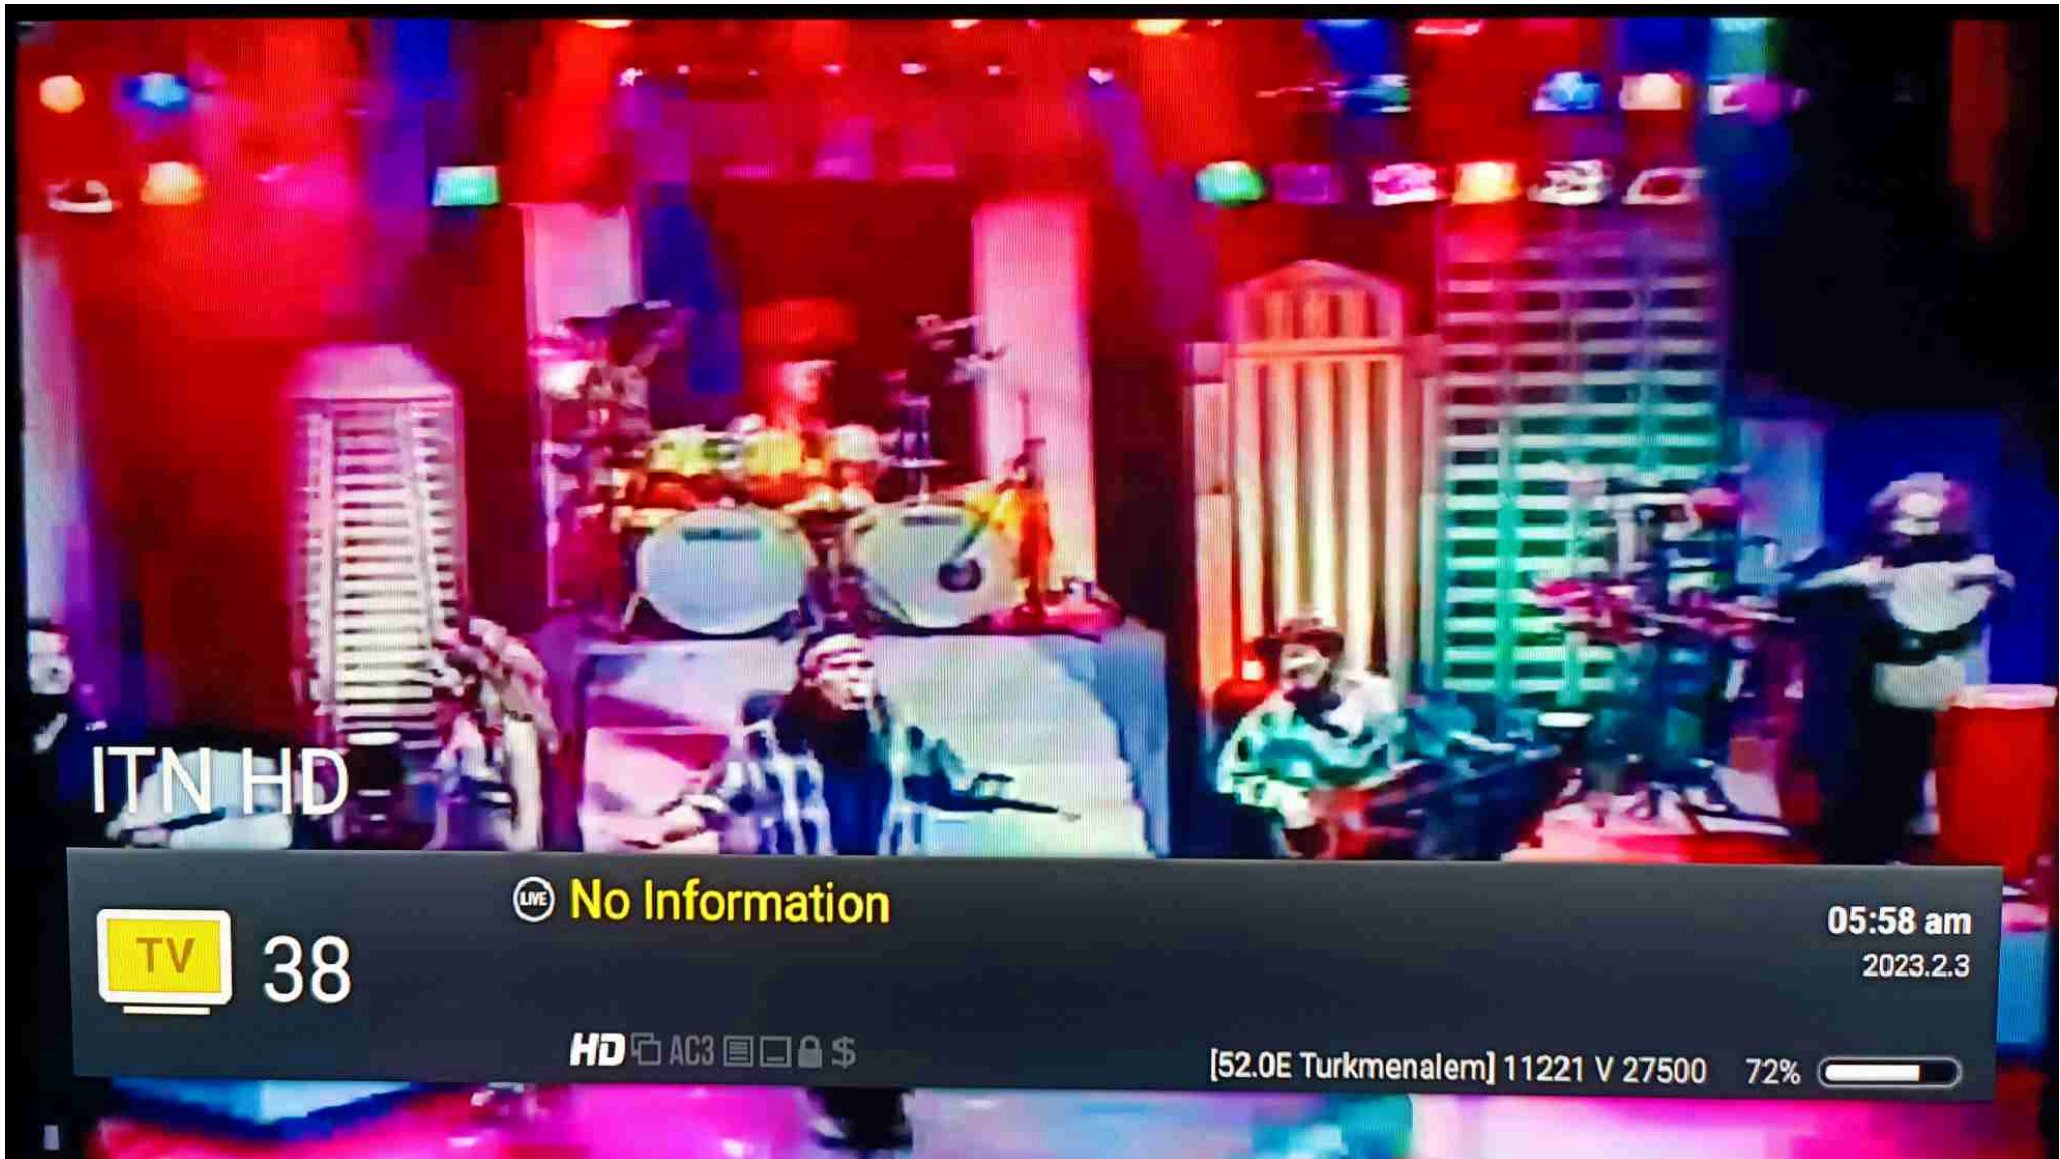 ITN HD
LIVE No Information
TV 38
05:58 am
2023.2.3
HD AC3 $
[52.0E Turkmenalem] 11221 V 27500 72%